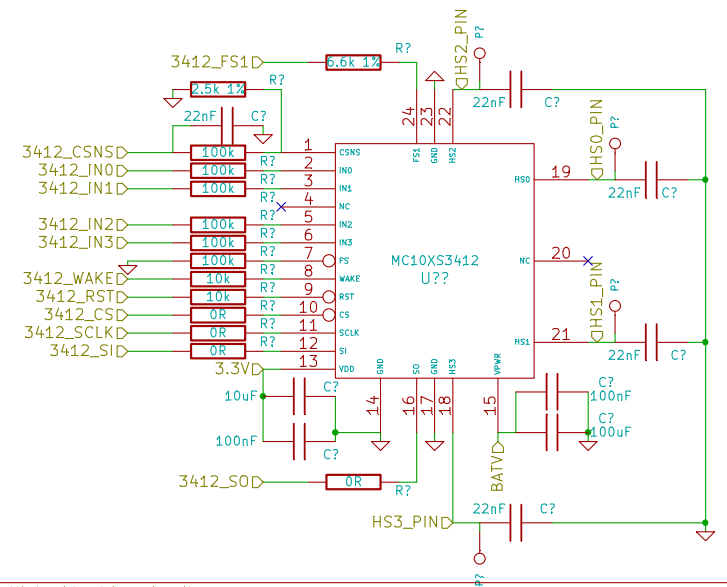 HS2_PIN
P?
3412_FS1
6.6k 1%
R?
2.5k 1%
R?
22nF
C?
22nF
C?
24
23
22
FS1
GND
HS2
HS0_PIN
P?
3412_CSNS
100k
1
CSNS
R?
3412_IN0
100k
2
IN0
R?
3412_IN1
100k
3
IN1
R?
4
NC
R?
3412_IN2
100k
5
IN2
R?
3412_IN3
100k
6
IN3
R?
100k
7
FS
R?
3412_WAKE
10k
8
WAKE
R?
3412_RST
10k
9
RST
R?
3412_CS
0R
10
CS
R?
3412_SCLK
0R
11
SCLK
R?
3412_SI
0R
12
SI
3.3V
13
VDD
MC10XS3412
U??
HS0
19
22nF
C?
NC
20
HS1_PIN
P?
HS1
21
22nF
C?
GND
SO
GND
HS3
VPWR
14
16
17
18
15
10uF
C?
100nF
C?
C?
100nF
C?
100uF
BATV
3412_SO
0R
R?
HS3_PIN
22nF
C?
P?